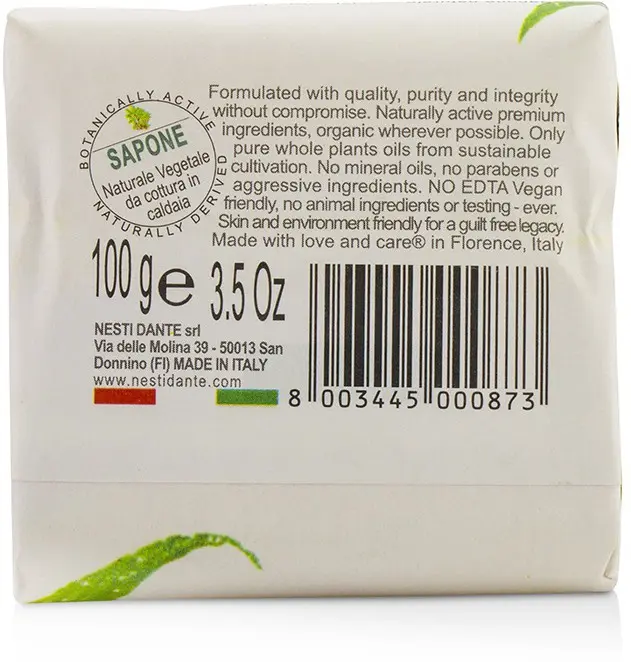 BOTANICALLY ACTIVE
SAPONE
Naturale Vegetale
da cottura in
caldaia
NATURALLY DERIVED
Formulated with quality, purity and integrity
without compromise. Naturally active premium
ingredients, organic wherever possible. Only
pure whole plants oils from sustainable
cultivation. No mineral oils, no parabens or
aggressive ingredients. NO EDTA Vegan
friendly, no animal ingredients or testing - ever.
Skin and environment friendly for a guilt free legacy.
Made with love and care® in Florence, Italy
100 g e 3.5 Oz
NESTI DANTE srl
Via delle Molina 39 - 50013 San
Donnino (FI) MADE IN ITALY
www.nestidante.com
8 003445 000873